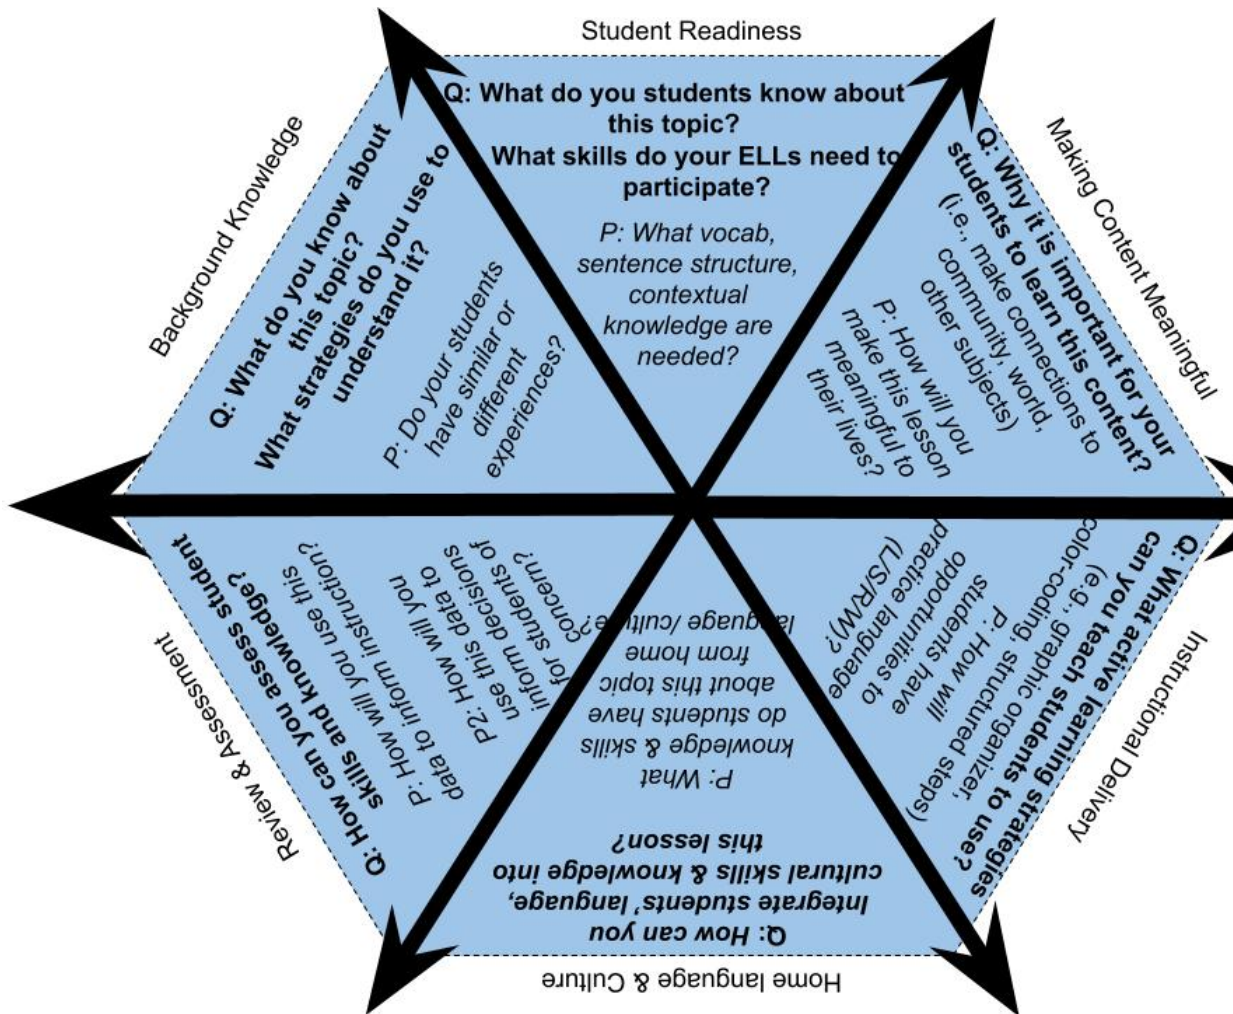 Student Readiness
Q: What do you students know about
this topic?
What skills do your ELLs need to
participate?
P: What vocab,
sentence structure,
contextual
knowledge are
needed?
Making Content Meaningful
Q: Why it is important for your
students to learn this content?
(i.e., make connections to
community, world,
other subjects)
P: How will you
make this lesson
meaningful to
their lives?
Instructional Delivery
Q: What active learning strategies
can you teach students to use?
(e.g., graphic organizer,
color-coding, structured steps)
P: How will
students have
opportunities to
practice language
(L/S/R/W)?
Home language & Culture
Q: How can you
Integrate students' language,
cultural skills & knowledge into
this lesson?
P: What
knowledge & skills
do students have
about this topic
from home
language /culture?
Review & Assessment
Q: How can you assess student
skills and knowledge?
P: How will you use this
data to inform instruction?
P2: How will you
use this data to
inform decisions
for students of
concern?
Background Knowledge
Q: What do you know about
this topic?
What strategies do you use to
understand it?
P: Do your students
have similar or
different
experiences?